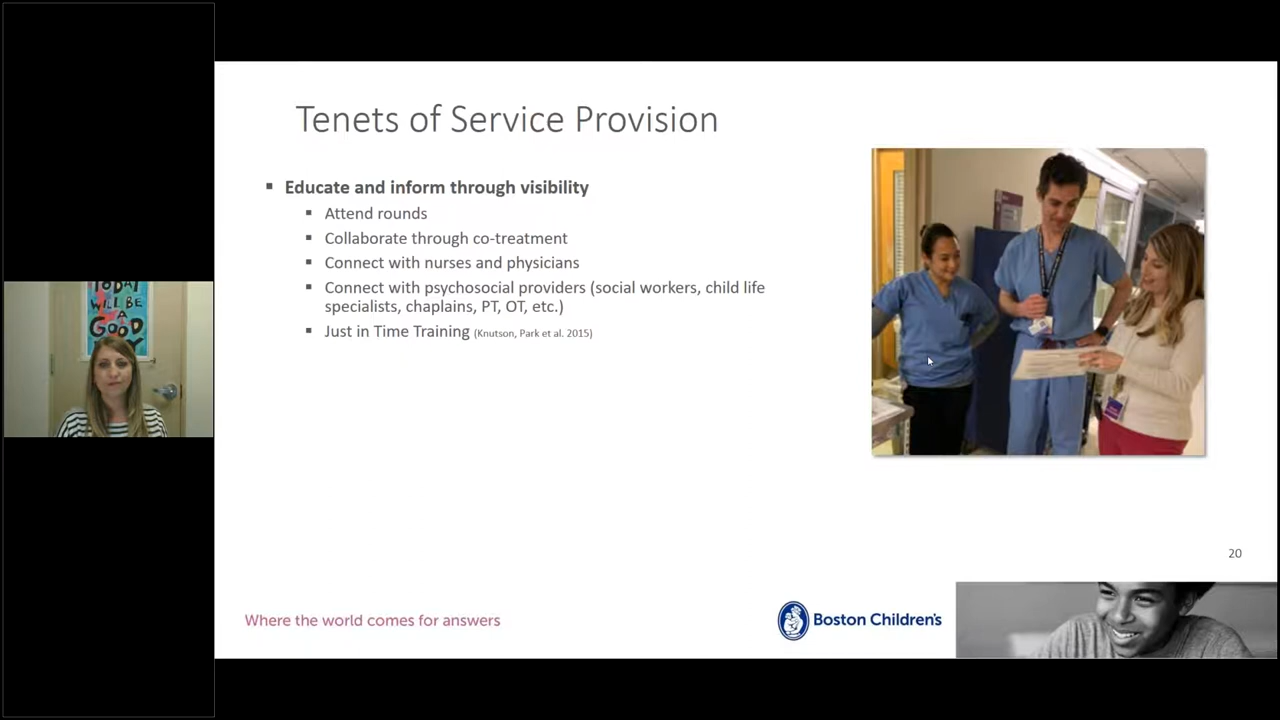 TODAY
WILL BE
A
GOOD
Tenets of Service Provision
Educate and inform through visibility
Attend rounds
Collaborate through co-treatment
Connect with nurses and physicians
Connect with psychosocial providers (social workers, child life
specialists, chaplains, PT, OT, etc.)
Just in Time Training (Knutson, Park et al. 2015)
20
Where the world comes for answers
Boston Children's